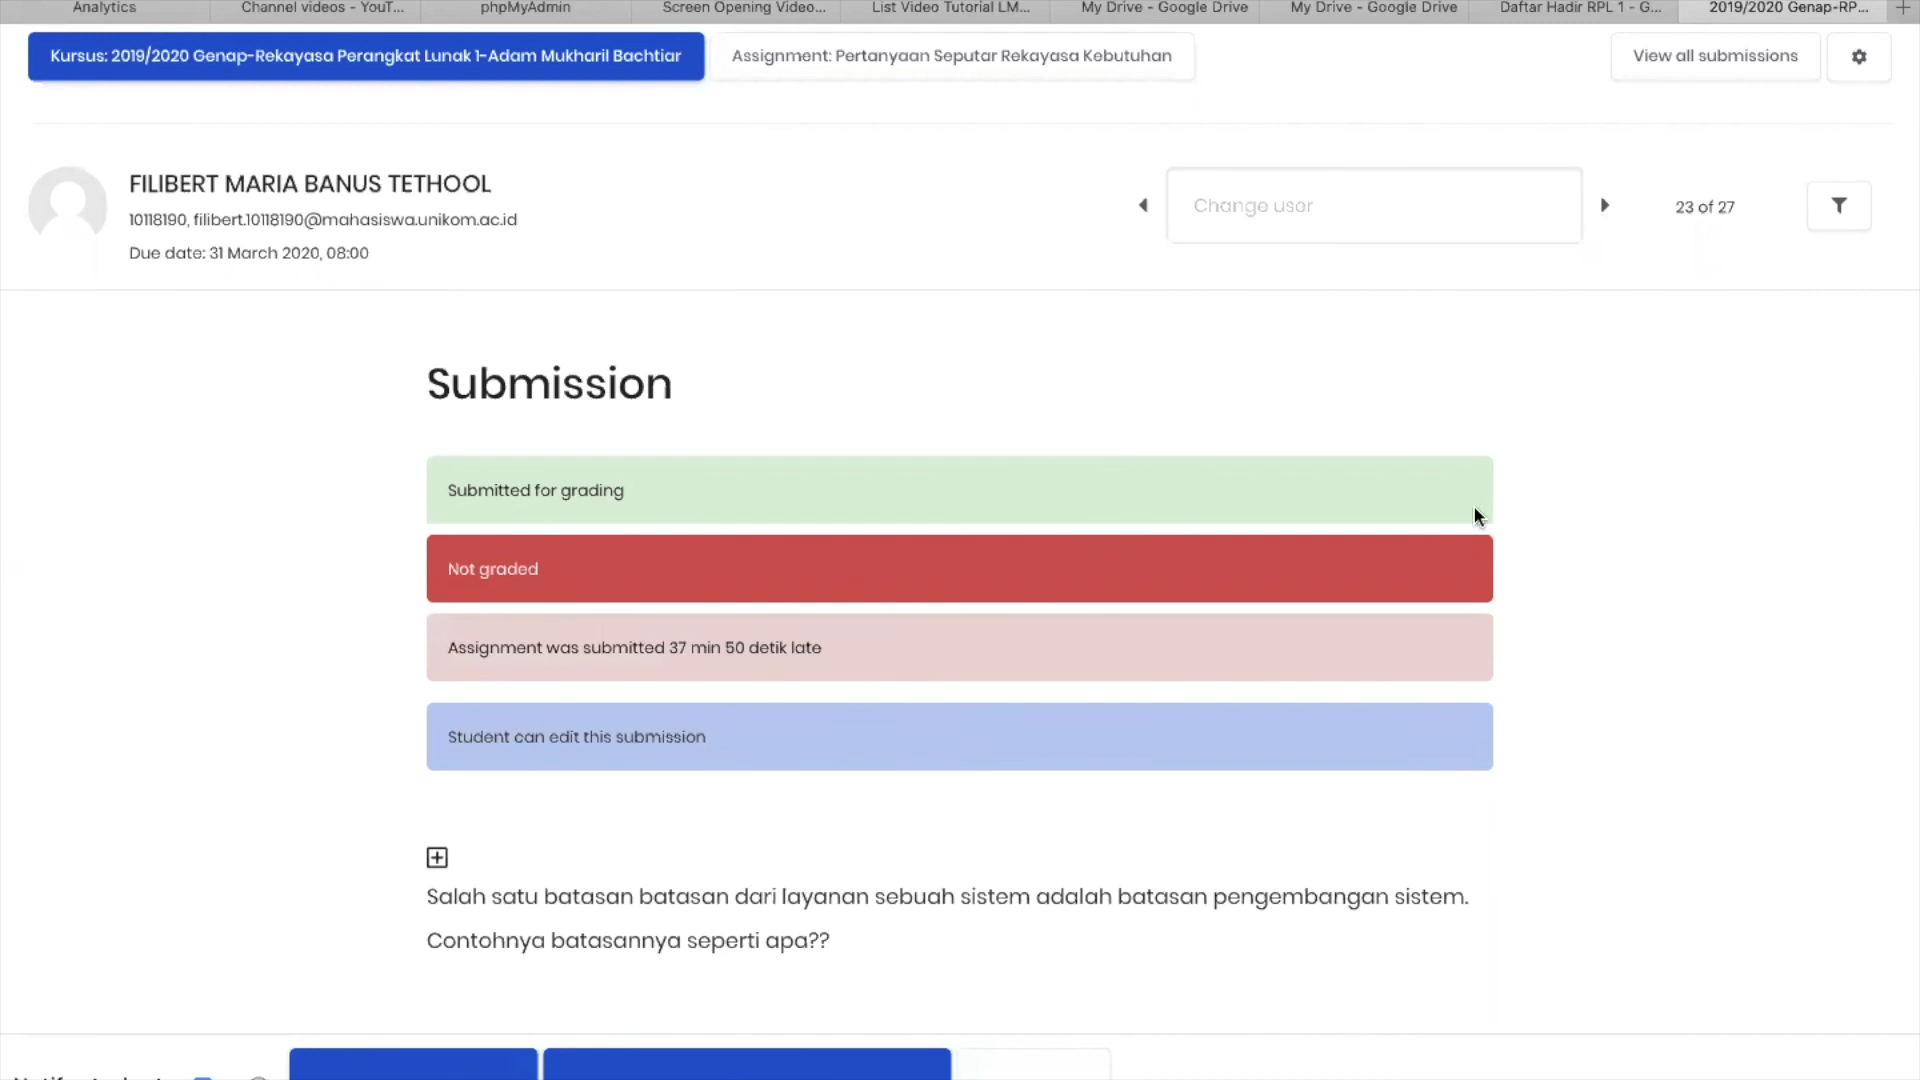 Analytics
Channel videos - YouT...
phpMyAdmin
Screen Opening Video...
List Video Tutorial LM...
My Drive - Google Drive
My Drive - Google Drive
Daftar Hadir RPL 1 - G...
2019/2020 Genap-RP...
Kursus: 2019/2020 Genap-Rekayasa Perangkat Lunak 1-Adam Mukharil Bachtiar
Assignment: Pertanyaan Seputar Rekayasa Kebutuhan
View all submissions
FILIBERT MARIA BANUS TETHOOL
10118190, filibert.10118190@mahasiswa.unikom.ac.id
Due date: 31 March 2020, 08:00
Change user
23 of 27
Submission
Submitted for grading
Not graded
Assignment was submitted 37 min 50 detik late
Student can edit this submission
Salah satu batasan batasan dari layanan sebuah sistem adalah batasan pengembangan sistem.
Contohnya batasannya seperti apa??